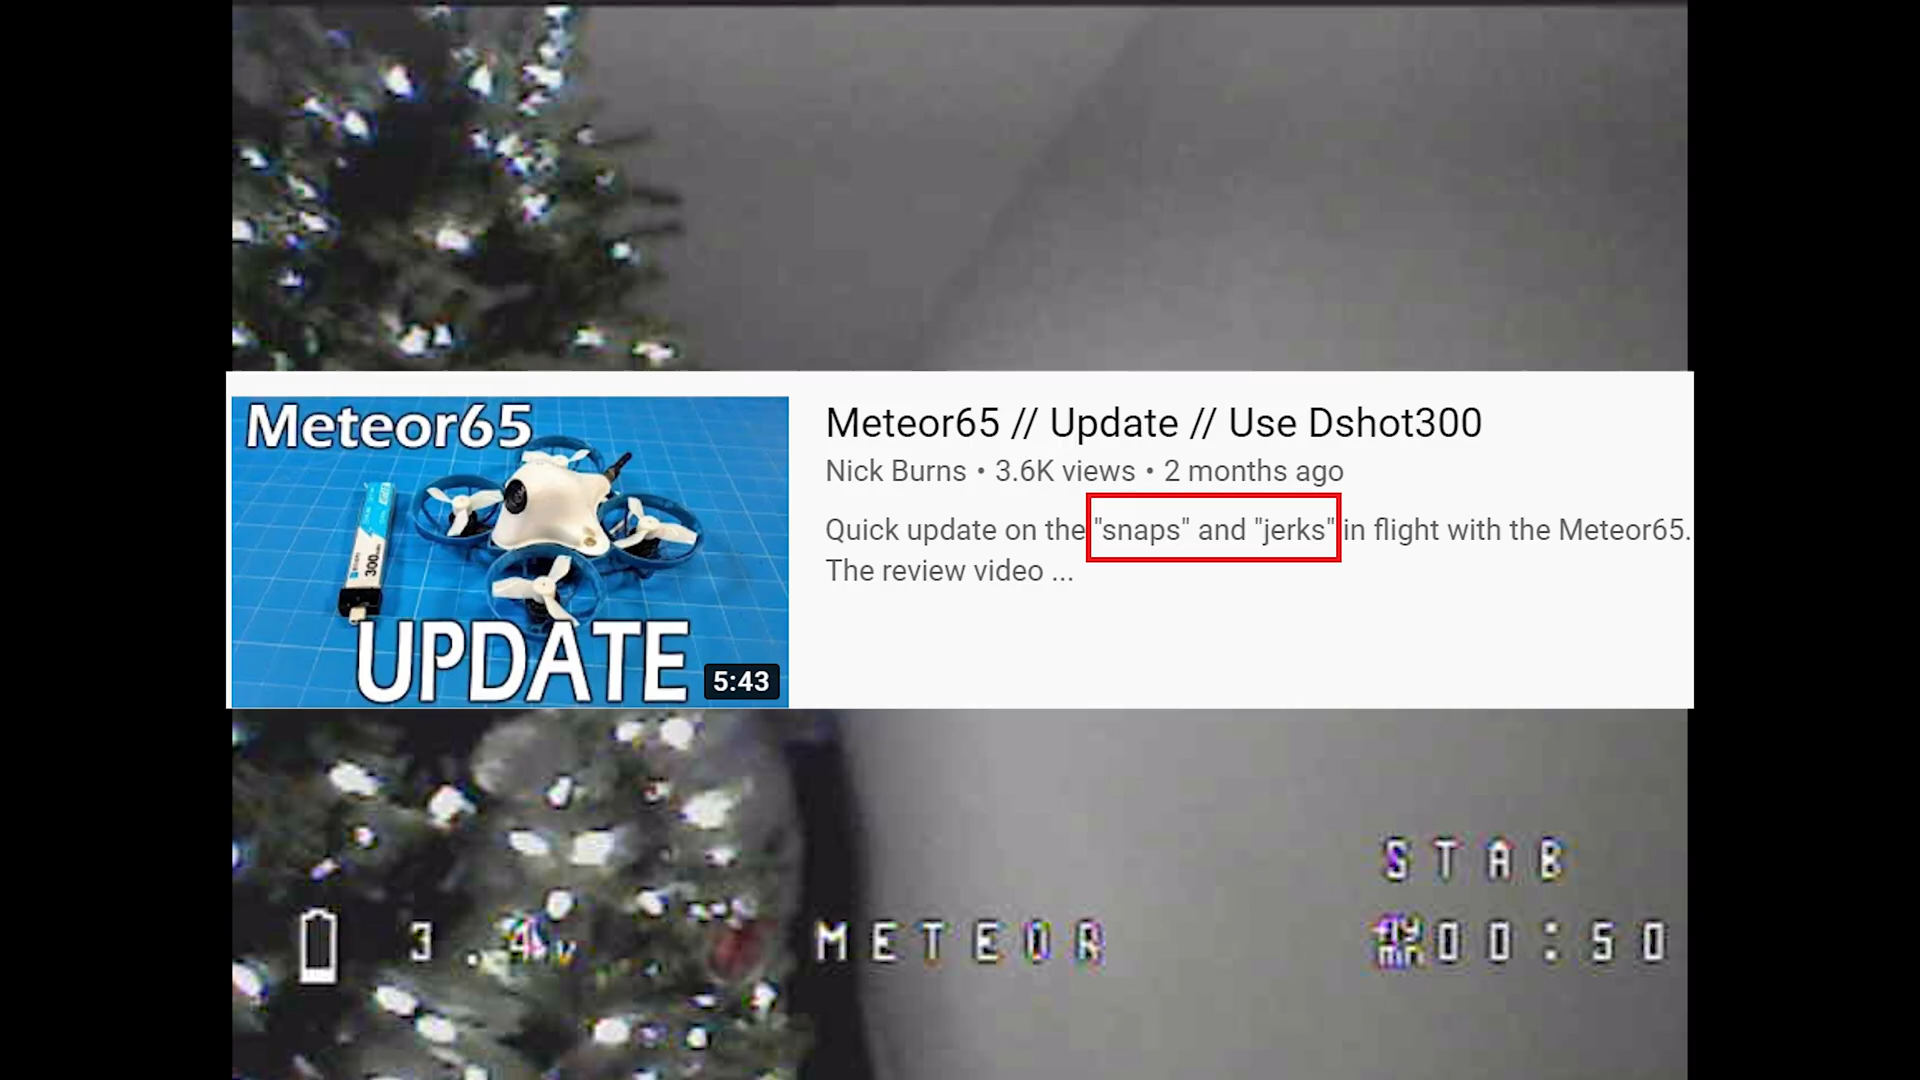 Meteor65
300
UPDATE
5:43
Meteor65 // Update // Use Dshot300
Nick Burns • 3.6K views • 2 months ago
Quick update on the "snaps" and "jerks" in flight with the Meteor65.
The review video ...
STAB
3.4v METEOR 00:50